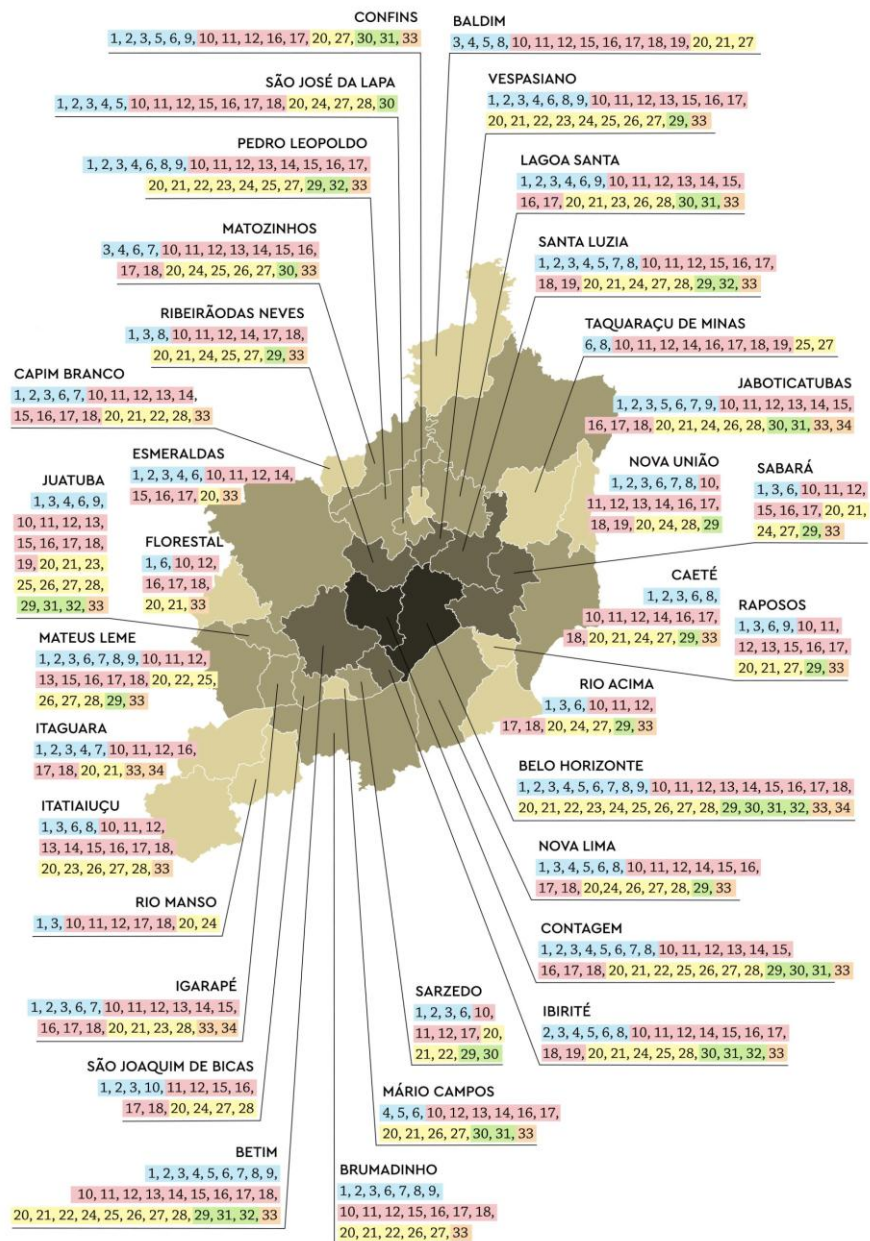 CONFINS
1, 2, 3, 5, 6, 9, 10, 11, 12, 16, 17, 20, 27, 30, 31, 33
BALDIM
3, 4, 5, 8, 10, 11, 12, 15, 16, 17, 18, 19, 20, 21, 27
SÃO JOSÉ DA LAPA
1, 2, 3, 4, 5, 10, 11, 12, 15, 16, 17, 18, 20, 24, 27, 28, 30
VESPASIANO
1, 2, 3, 4, 6, 8, 9, 10, 11, 12, 13, 15, 16, 17,
20, 21, 22, 23, 24, 25, 26, 27, 29, 33
PEDRO LEOPOLDO
1, 2, 3, 4, 6, 8, 9, 10, 11, 12, 13, 14, 15, 16, 17,
20, 21, 22, 23, 24, 25, 27, 29, 32, 33
LAGOA SANTA
1, 2, 3, 4, 6, 9, 10, 11, 12, 13, 14, 15,
16, 17, 20, 21, 23, 26, 28, 30, 31, 33
MATOZINHOS
3, 4, 6, 7, 10, 11, 12, 13, 14, 15, 16,
17, 18, 20, 24, 25, 26, 27, 30, 33
SANTA LUZIA
1, 2, 3, 4, 5, 7, 8, 10, 11, 12, 15, 16, 17,
18, 19, 20, 21, 24, 27, 28, 29, 32, 33
RIBEIRÃODAS NEVES
1, 3, 8, 10, 11, 12, 14, 17, 18,
20, 21, 24, 25, 27, 29, 33
TAQUARAÇU DE MINAS
6, 8, 10, 11, 12, 14, 16, 17, 18, 19, 25, 27
CAPIM BRANCO
1, 2, 3, 6, 7, 10, 11, 12, 13, 14,
15, 16, 17, 18, 20, 21, 22, 28, 33
JABOTICATUBAS
1, 2, 3, 5, 6, 7, 9, 10, 11, 12, 13, 14, 15,
16, 17, 18, 20, 21, 24, 26, 28, 30, 31, 33, 34
ESMERALDAS
1, 2, 3, 4, 6, 10, 11, 12, 14,
15, 16, 17, 20, 33
JUATUBA
1, 3, 4, 6, 9,
10, 11, 12, 13,
15, 16, 17, 18,
19, 20, 21, 23,
25, 26, 27, 28,
29, 31, 32, 33
NOVA UNIÃO
1, 2, 3, 6, 7, 8, 10,
11, 12, 13, 14, 16, 17,
18, 19, 20, 24, 28, 29
SABARÁ
1, 3, 6, 10, 11, 12,
15, 16, 17, 20, 21,
24, 27, 29, 33
FLORESTAL
1, 6, 10, 12,
16, 17, 18,
20, 21, 33
CAETÉ
1, 2, 3, 6, 8,
10, 11, 12, 14, 16, 17,
18, 20, 21, 24, 27, 29, 33
RAPOSOS
1, 3, 6, 9, 10, 11,
12, 13, 15, 16, 17,
20, 21, 27, 29, 33
MATEUS LEME
1, 2, 3, 6, 7, 8, 9, 10, 11, 12,
13, 15, 16, 17, 18, 20, 22, 25,
26, 27, 28, 29, 33
RIO ACIMA
1, 3, 6, 10, 11, 12,
17, 18, 20, 24, 27, 29, 33
ITAGUARA
1, 2, 3, 4, 7, 10, 11, 12, 16,
17, 18, 20, 21, 33, 34
BELO HORIZONTE
1, 2, 3, 4, 5, 6, 7, 8, 9, 10, 11, 12, 13, 14, 15, 16, 17, 18,
20, 21, 22, 23, 24, 25, 26, 27, 28, 29, 30, 31, 32, 33, 34
ITATIAIUÇU
1, 3, 6, 8, 10, 11, 12,
13, 14, 15, 16, 17, 18,
20, 23, 26, 27, 28, 33
NOVA LIMA
1, 3, 4, 5, 6, 8, 10, 11, 12, 14, 15, 16,
17, 18, 20,24, 26, 27, 28, 29, 33
RIO MANSO
1, 3, 10, 11, 12, 17, 18, 20, 24
CONTAGEM
1, 2, 3, 4, 5, 6, 7, 8, 10, 11, 12, 13, 14, 15,
16, 17, 18, 20, 21, 22, 25, 26, 27, 28, 29, 30, 31, 33
IGARAPÉ
1, 2, 3, 6, 7, 10, 11, 12, 13, 14, 15,
16, 17, 18, 20, 21, 23, 28, 33, 34
SARZEDO
1, 2, 3, 6, 10,
11, 12, 17, 20,
21, 22, 29, 30
IBIRITÉ
2, 3, 4, 5, 6, 8, 10, 11, 12, 14, 15, 16, 17,
18, 19, 20, 21, 24, 25, 28, 30, 31, 32, 33
SÃO JOAQUIM DE BICAS
1, 2, 3, 10, 11, 12, 15, 16,
17, 18, 20, 24, 27, 28
MÁRIO CAMPOS
4, 5, 6, 10, 12, 13, 14, 16, 17,
20, 21, 26, 27, 30, 31, 33
BETIM
1, 2, 3, 4, 5, 6, 7, 8, 9,
10, 11, 12, 13, 14, 15, 16, 17, 18,
20, 21, 22, 24, 25, 26, 27, 28, 29, 31, 32, 33
BRUMADINHO
1, 2, 3, 6, 7, 8, 9,
10, 11, 12, 15, 16, 17, 18,
20, 21, 22, 26, 27, 33